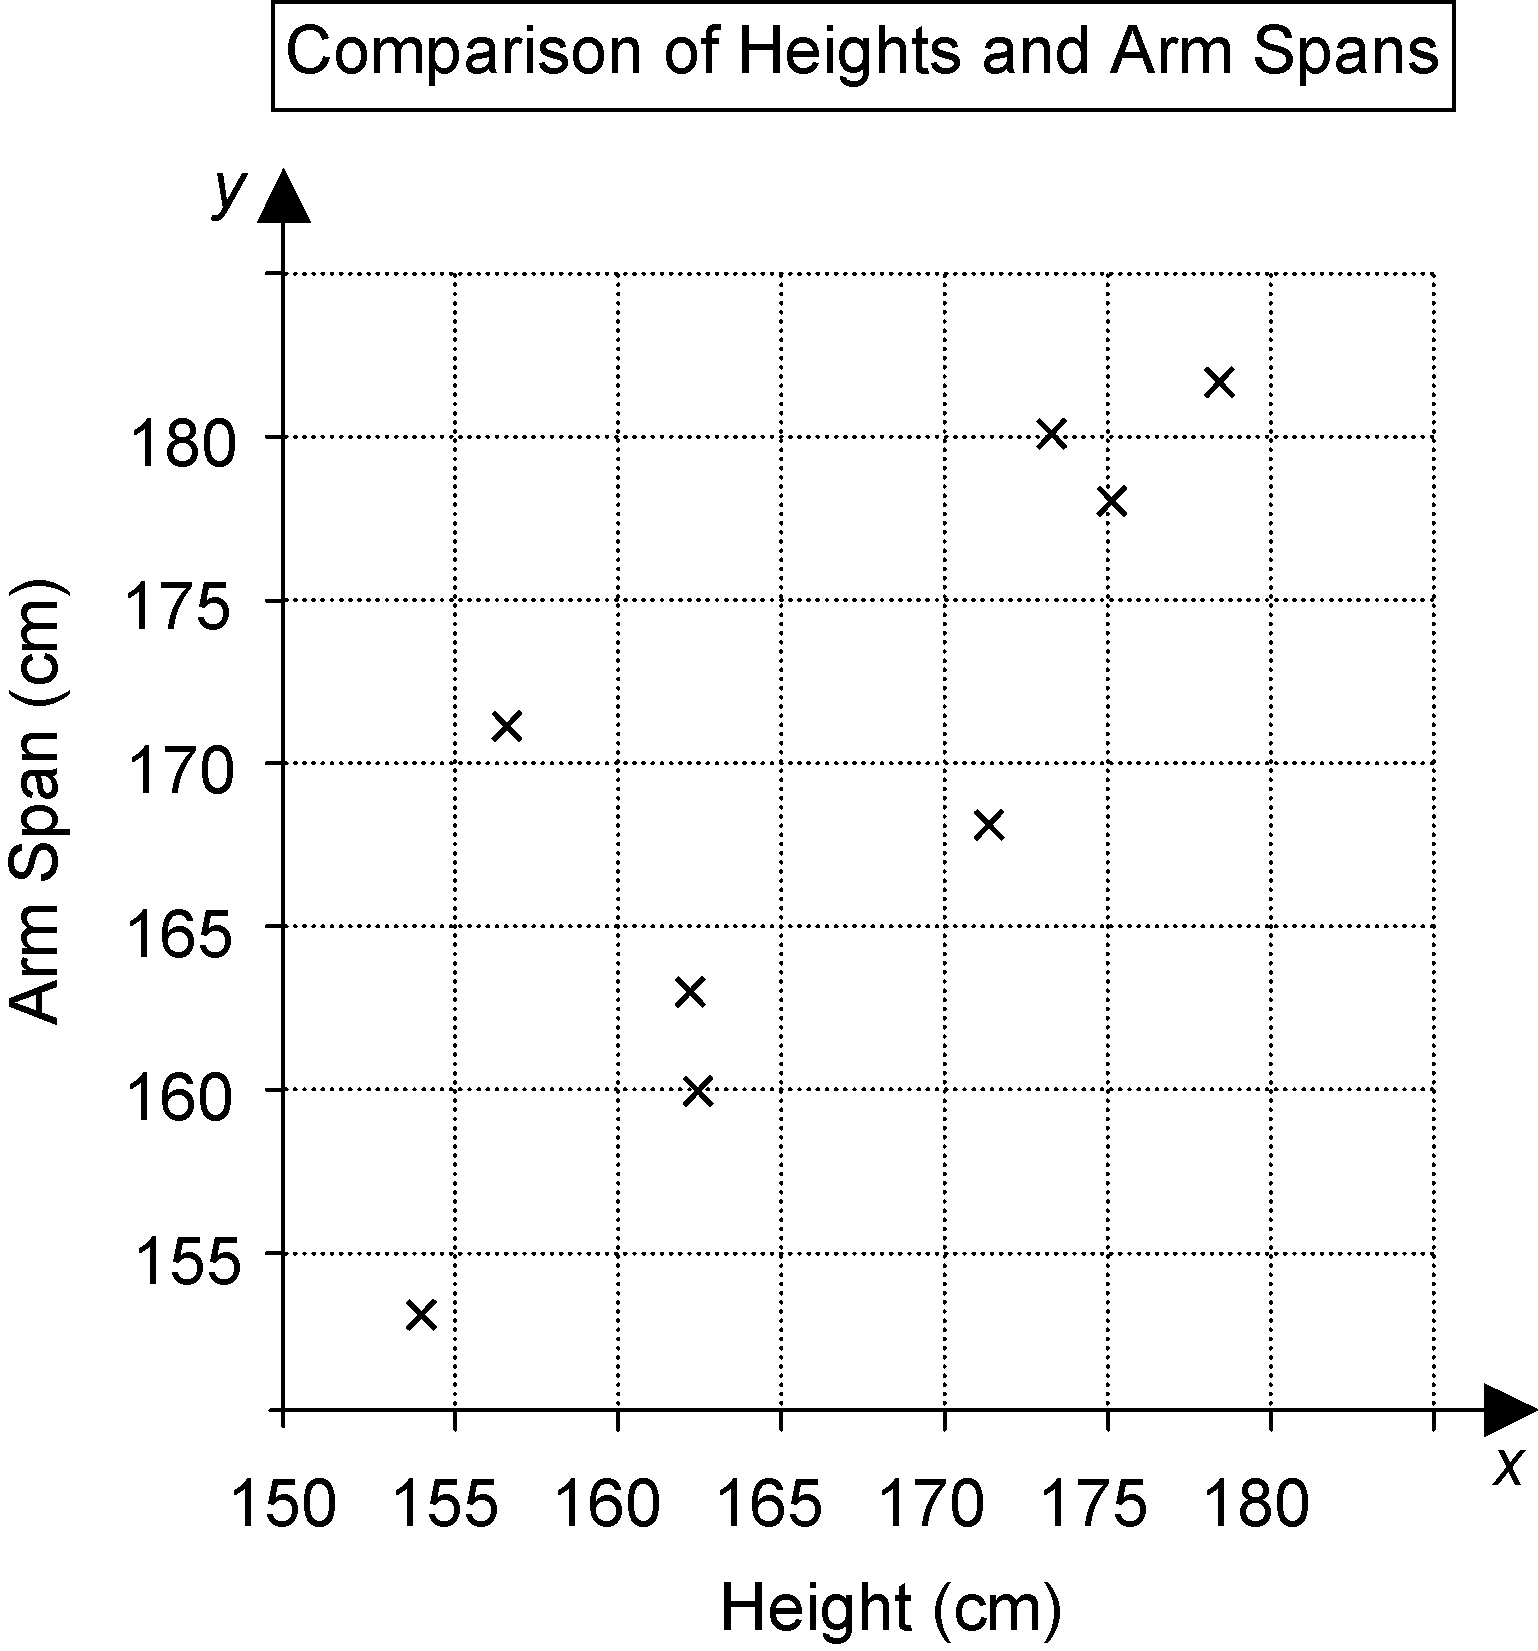 Comparison of Heights and Arm Spans
y
180
175
170
165
160
155
Arm Span (cm)
x
150 155 160 165 170 175 180
Height (cm)